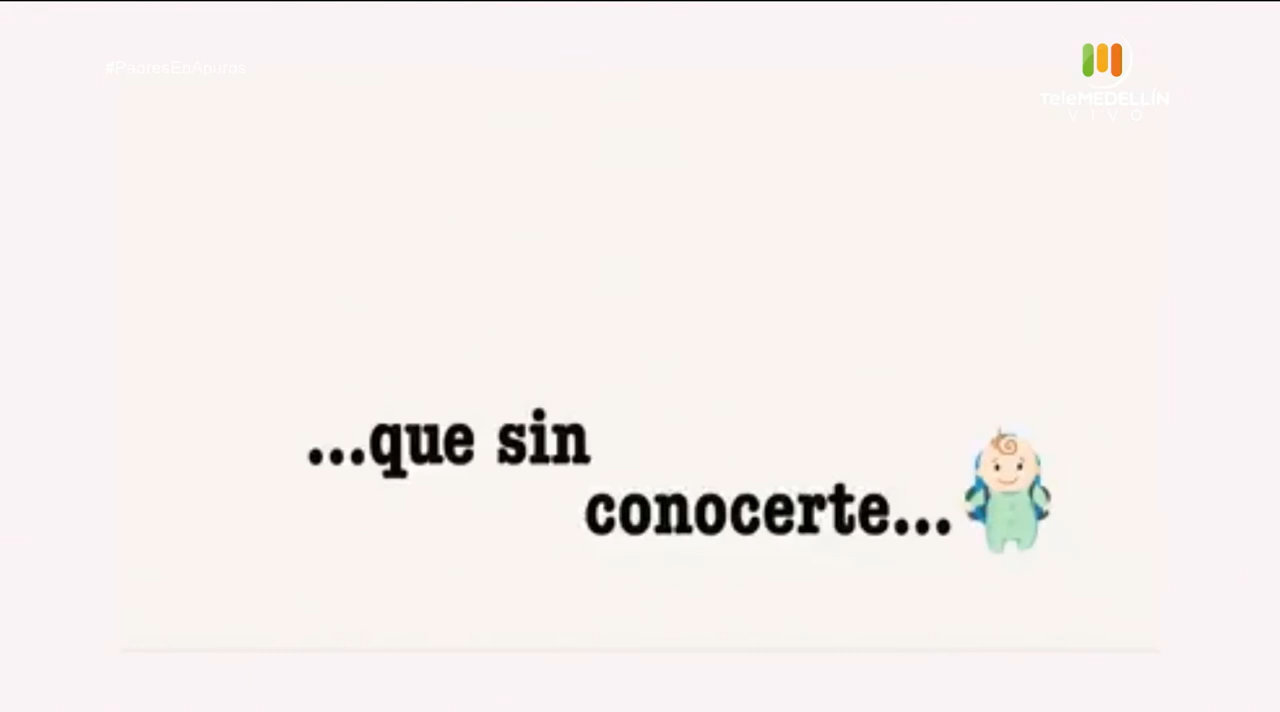 #PadresEnApuros
TeleMEDELLÍN
VIVO
...que sin
conocerte...